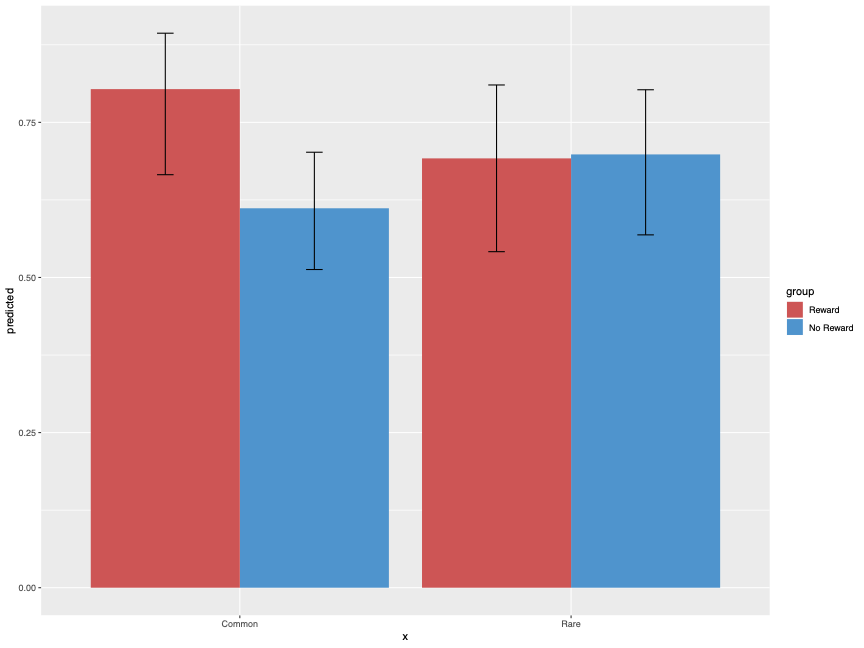 predicted
0.75
0.50
0.25
0.00
Common
Rare
x
group
Reward
No Reward